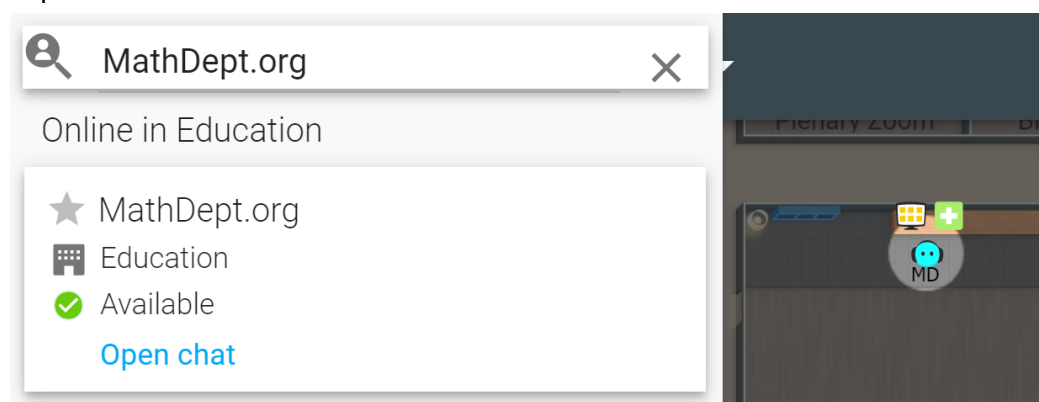 MathDept.org
Online in Education
MathDept.org
Education
Available
Open chat
Plenary Zoom
MD